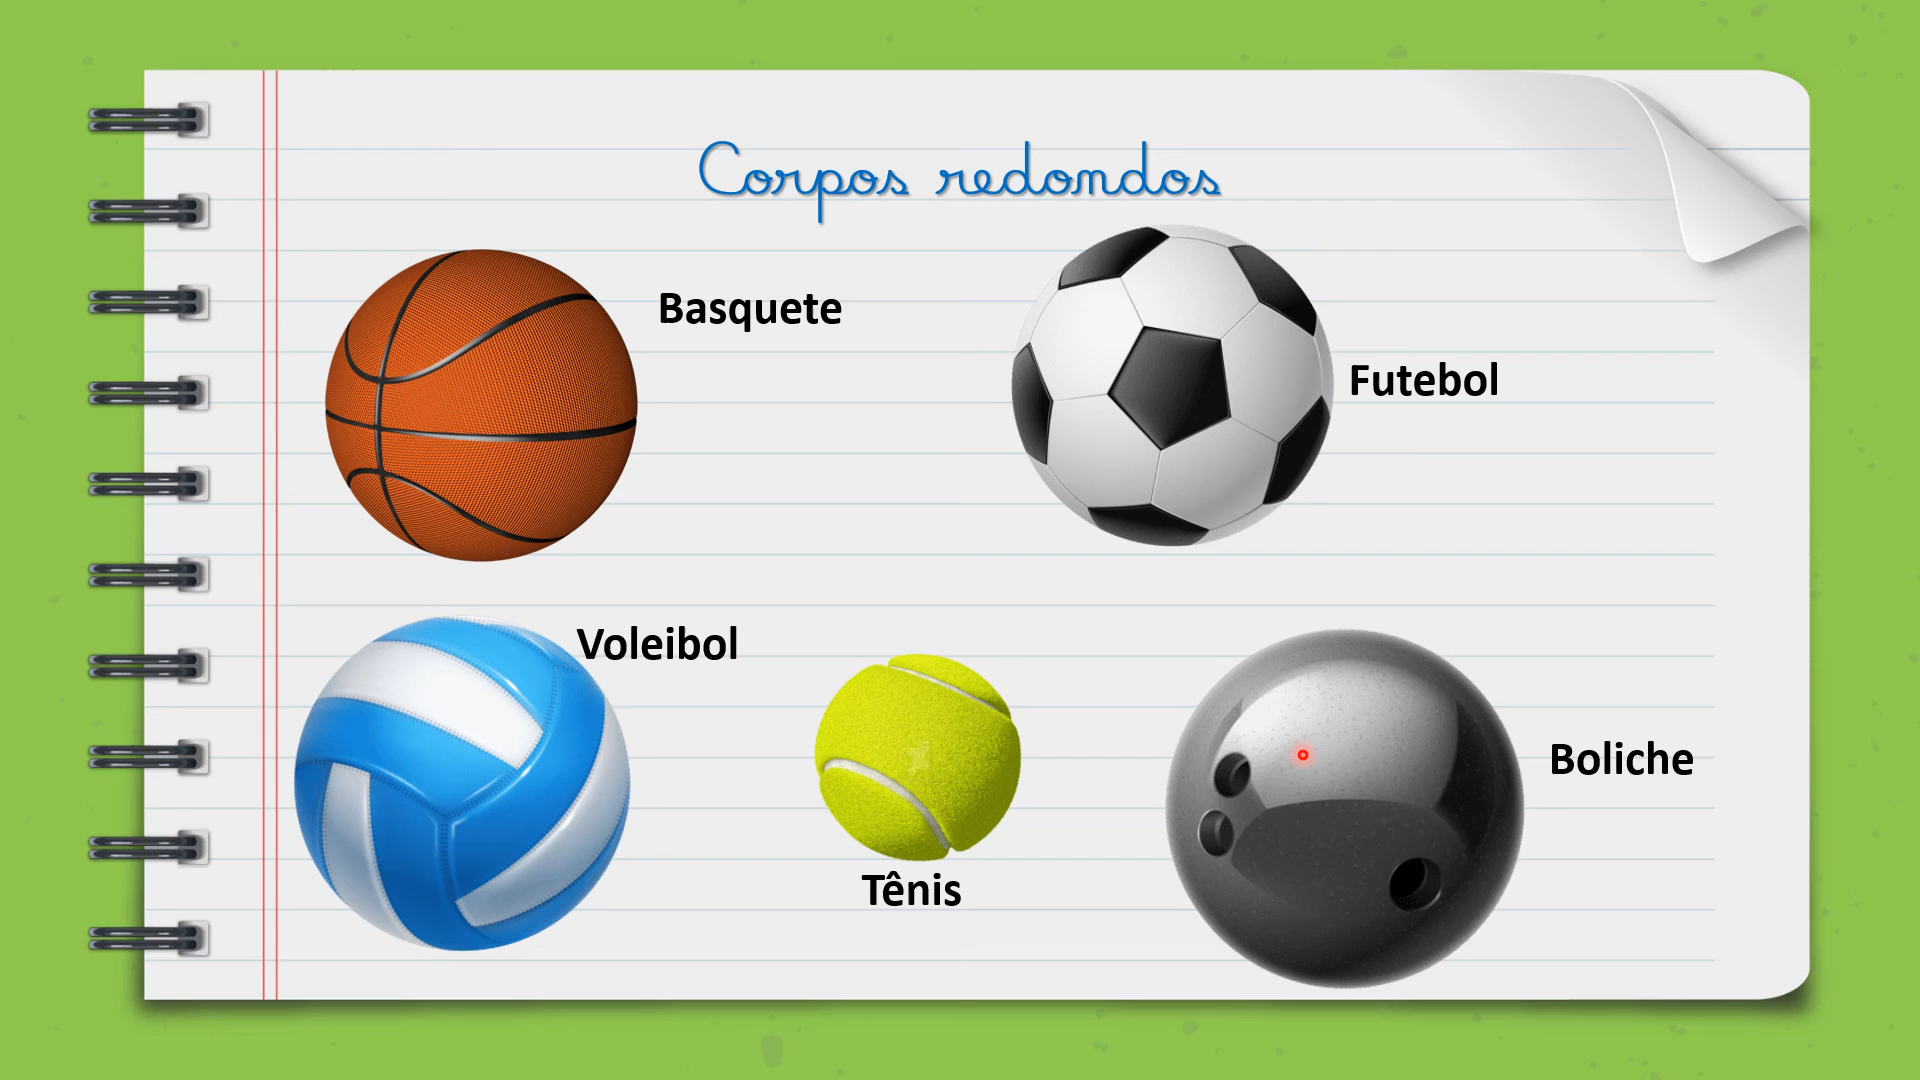 Corpos redondos
Basquete
Futebol
Voleibol
Tênis
Boliche